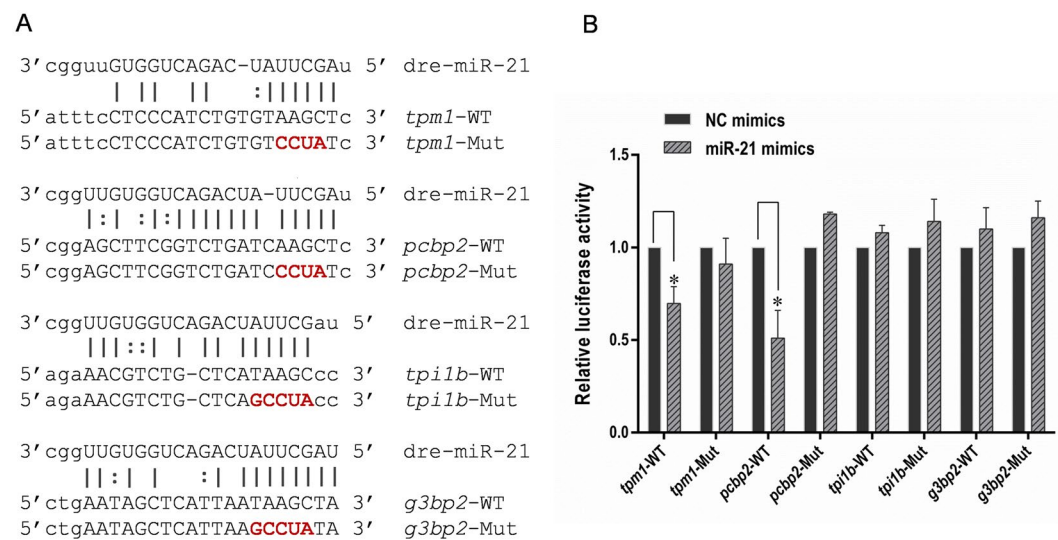 A
3'cgguuGUGGUCAGAC-UAUUCGAu 5' dre-miR-21
| || || :||||||
5'atttcCTCCCATCTGTGTAAGCTc 3' tpm1-WT
5'atttcCTCCCATCTGTGTCCUATc 3' tpm1-Mut
3'cggUUGUGGUCAGACUA-UUCGAu 5' dre-miR-21
|:| :|:||||||| |||||
5'cggAGCTTCGGTCTGATCAAGCTc 3' pcbp2-WT
5'cggAGCTTCGGTCTGATCCCUATc 3' pcbp2-Mut
3'cggUUGUGGUCAGACUAUUCGau 5' dre-miR-21
|||::| | || ||||||
5'agaAACGTCTG-CTCATAAGCcc 3' tpi1b-WT
5'agaAACGTCTG-CTCAGCCUAcc 3' tpi1b-Mut
3'cggUUGUGGUCAGACUAUUCGAU 5' dre-miR-21
||:| | :| ||||||||
5'ctgAATAGCTCATTAATAAGCTA 3' g3bp2-WT
5'ctgAATAGCTCATTAAGCCUATA 3' g3bp2-Mut
B
NC mimics
miR-21 mimics
Relative luciferase activity
1.5
1.0
0.5
0.0
*
*
tpm1-WT
tpm1-Mut
pcbp2-WT
pcbp2-Mut
tpi1b-WT
tpi1b-Mut
g3bp2-WT
g3bp2-Mut